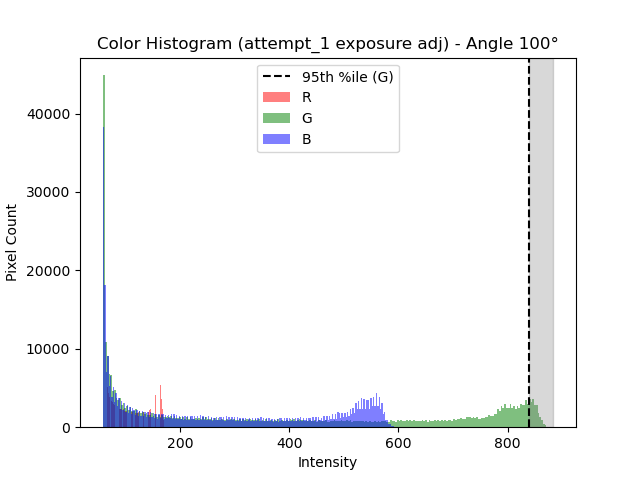 Color Histogram (attempt_1 exposure adj) - Angle 100°
95th %ile (G)
R
G
B
Pixel Count
40000
30000
20000
10000
0
200
400
600
800
Intensity